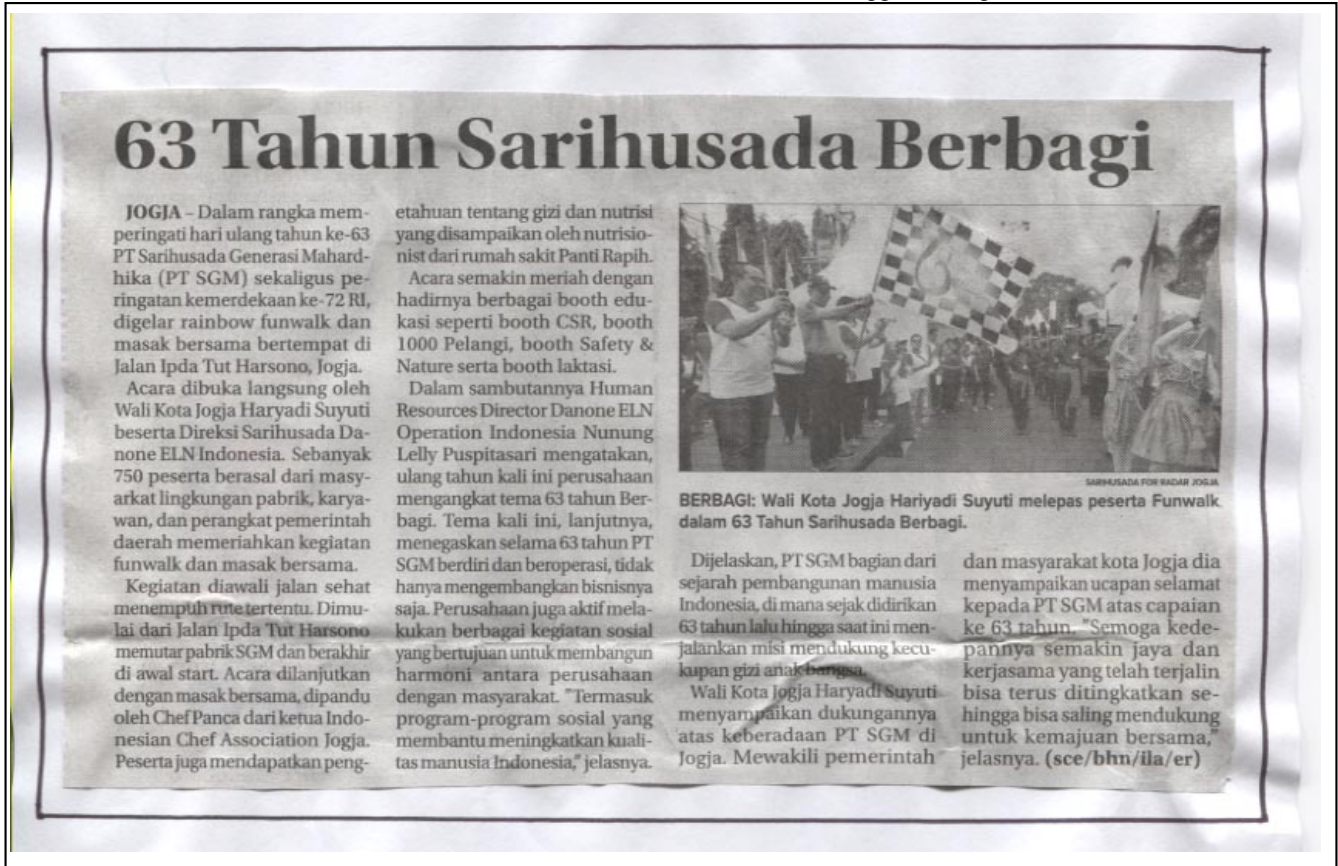 63 Tahun Sarihusada Berbagi
JOGJA – Dalam rangka mem-
peringati hari ulang tahun ke-63
PT Sarihusada Generasi Mahard-
hika (PT SGM) sekaligus pe-
ringatan kemerdekaan ke-72 RI,
digelar rainbow funwalk dan
masak bersama bertempat di
Jalan Ipda Tut Harsono, Jogja.
Acara dibuka langsung oleh
Wali Kota Jogja Haryadi Suyuti
beserta Direksi Sarihusada Da-
none ELN Indonesia. Sebanyak
750 peserta berasal dari masy-
arkat lingkungan pabrik, karya-
wan, dan perangkat pemerintah
daerah memeriahkan kegiatan
funwalk dan masak bersama.
Kegiatan diawali jalan sehat
menempuh rute tertentu. Dimu-
lai dari Jalan Ipda Tut Harsono
memutar pabrik SGM dan berakhir
di awal start. Acara dilanjutkan
dengan masak bersama, dipandu
oleh Chef Panca dari ketua Indo-
nesian Chef Association Jogja.
Peserta juga mendapatkan peng-
etahuan tentang gizi dan nutrisi
yang disampaikan oleh nutrisio-
nist dari rumah sakit Panti Rapih.
Acara semakin meriah dengan
hadirnya berbagai booth edu-
kasi seperti booth CSR, booth
1000 Pelangi, booth Safety &
Nature serta booth laktasi.
Dalam sambutannya Human
Resources Director Danone ELN
Operation Indonesia Nunung
Lelly Puspitasari mengatakan,
ulang tahun kali ini perusahaan
mengangkat tema 63 tahun Ber-
bagi. Tema kali ini, lanjutnya,
menegaskan selama 63 tahun PT
SGM berdiri dan beroperasi, tidak
hanya mengembangkan bisnisnya
saja. Perusahaan juga aktif mela-
kukan berbagai kegiatan sosial
yang bertujuan untuk membangun
harmoni antara perusahaan
dengan masyarakat. "Termasuk
program-program sosial yang
membantu meningkatkan kuali-
tas manusia Indonesia," jelasnya.
SARIHUSADA FOR RADAR JOGJA
BERBAGI: Wali Kota Jogja Hariyadi Suyuti melepas peserta Funwalk
dalam 63 Tahun Sarihusada Berbagi.
Dijelaskan, PT SGM bagian dari
sejarah pembangunan manusia
Indonesia, di mana sejak didirikan
63 tahun lalu hingga saat ini men-
jalankan misi mendukung kecu-
kupan gizi anak bangsa.
Wali Kota Jogja Haryadi Suyuti
menyampaikan dukungannya
atas keberadaan PT SGM di
Jogja. Mewakili pemerintah
dan masyarakat kota Jogja dia
menyampaikan ucapan selamat
kepada PT SGM atas capaian
ke 63 tahun. "Semoga kede-
pannya semakin jaya dan
kerjasama yang telah terjalin
bisa terus ditingkatkan se-
hingga bisa saling mendukung
untuk kemajuan bersama,"
jelasnya. (sce/bhn/ila/er)